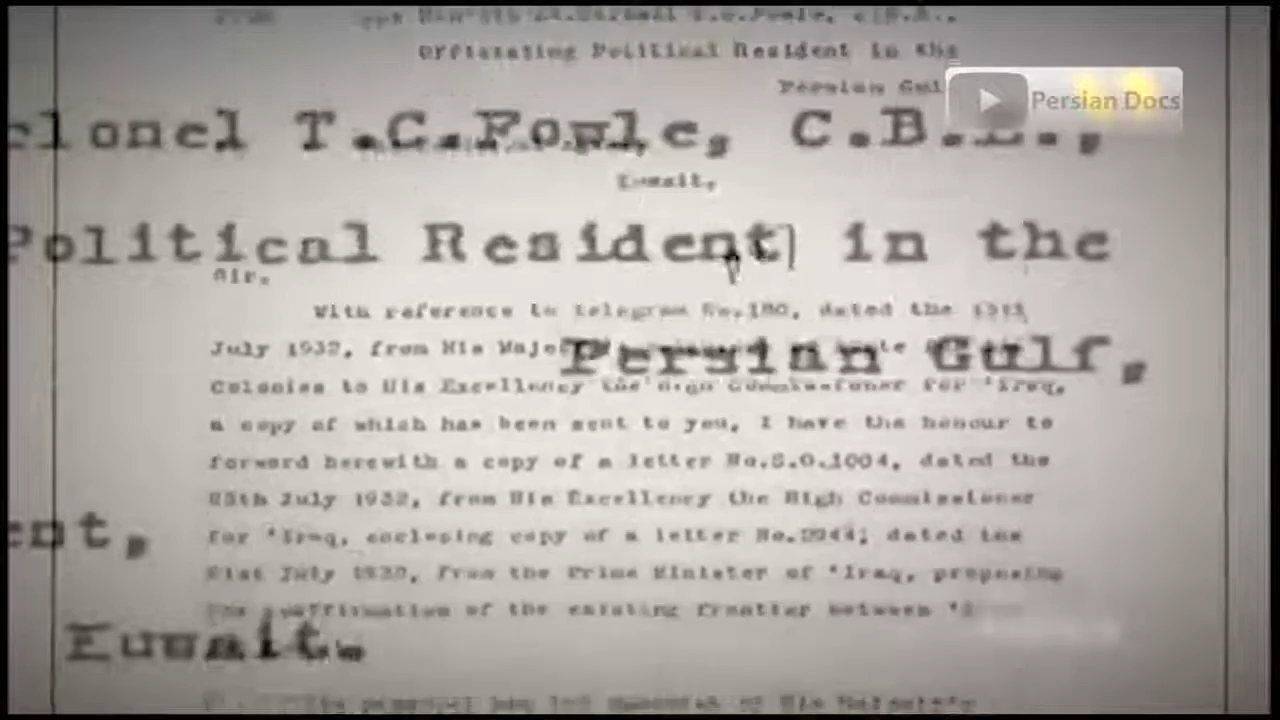 Officiating Political Resident in the
Persian Gul
Persian Docs
olonel T.C.Fowle, C.B.E.,
Kuwait,
Political Resident in the
Sir,
With reference to telegram No.180, dated the
July 1932, from His
Persian Gulf,
Colonies to His Excellency the High Commissioner for 'Iraq,
a copy of which has been sent to you, I have the honour to
forward herewith a copy of a letter No.S.O.1004, dated the
25th July 1932, from His Excellency the High Commissioner
ent,
for 'Iraq, enclosing copy of a letter No.2944, dated the
21st July 1932, from the Prime Minister of 'Iraq, proposing
the reaffirmation of the existing frontier between
Kuwait.
of His Majesty's